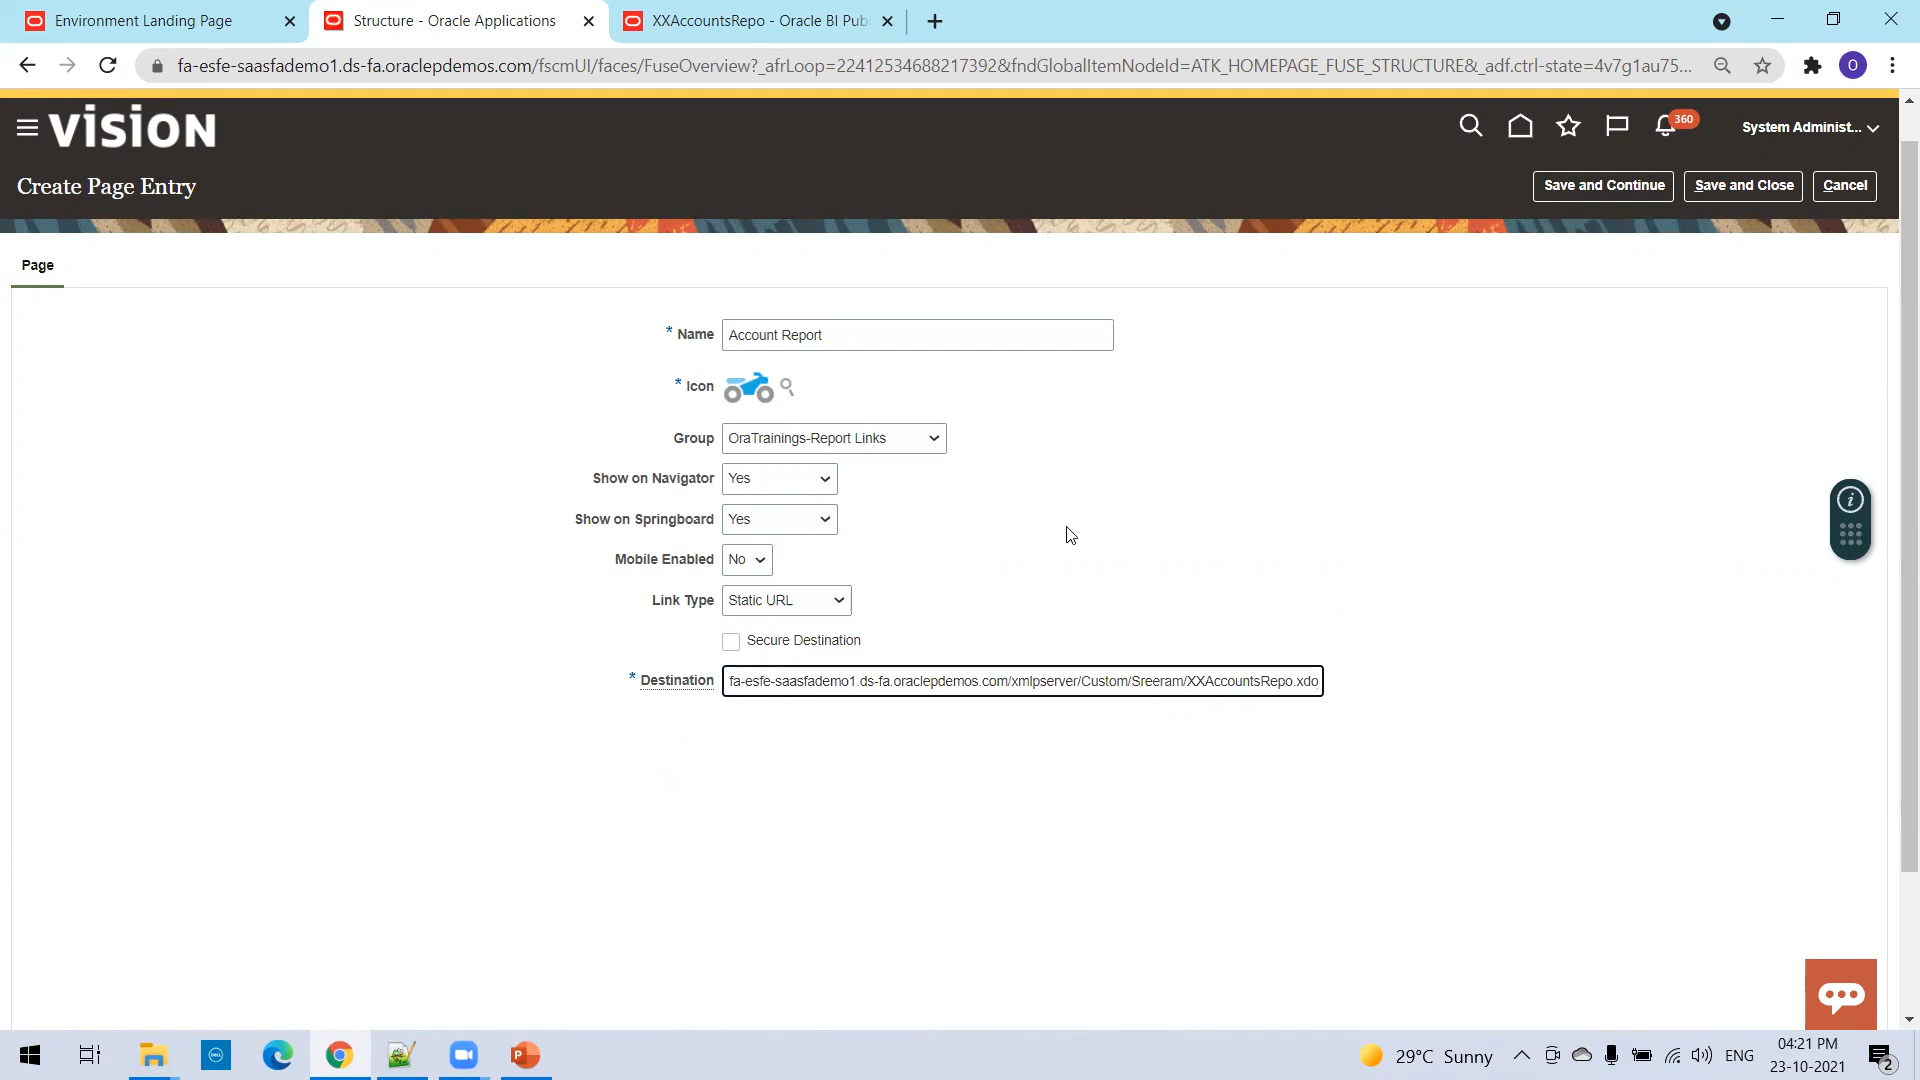 Environment Landing Page
Structure - Oracle Applications
XXAccountsRepo - Oracle BI Pub
fa-esfe-saasfademo1.ds-fa.oraclepdemos.com/fscmUI/faces/FuseOverview?_afrLoop=22412534688217392&fndGlobalItemNodeId=ATK_HOMEPAGE_FUSE_STRUCTURE&_adf.ctrl-state=4v7g1au75...
O
VISION
360
System Administ...
Create Page Entry
Save and Continue
Save and Close
Cancel
Page
* Name Account Report
* Icon
Group OraTrainings-Report Links
Show on Navigator Yes
Show on Springboard Yes
Mobile Enabled No
Link Type Static URL
Secure Destination
* Destination fa-esfe-saasfademo1.ds-fa.oraclepdemos.com/xmlpserver/Custom/Sreeram/XXAccountsRepo.xdo
29°C Sunny
ENG
04:21 PM
23-10-2021
2